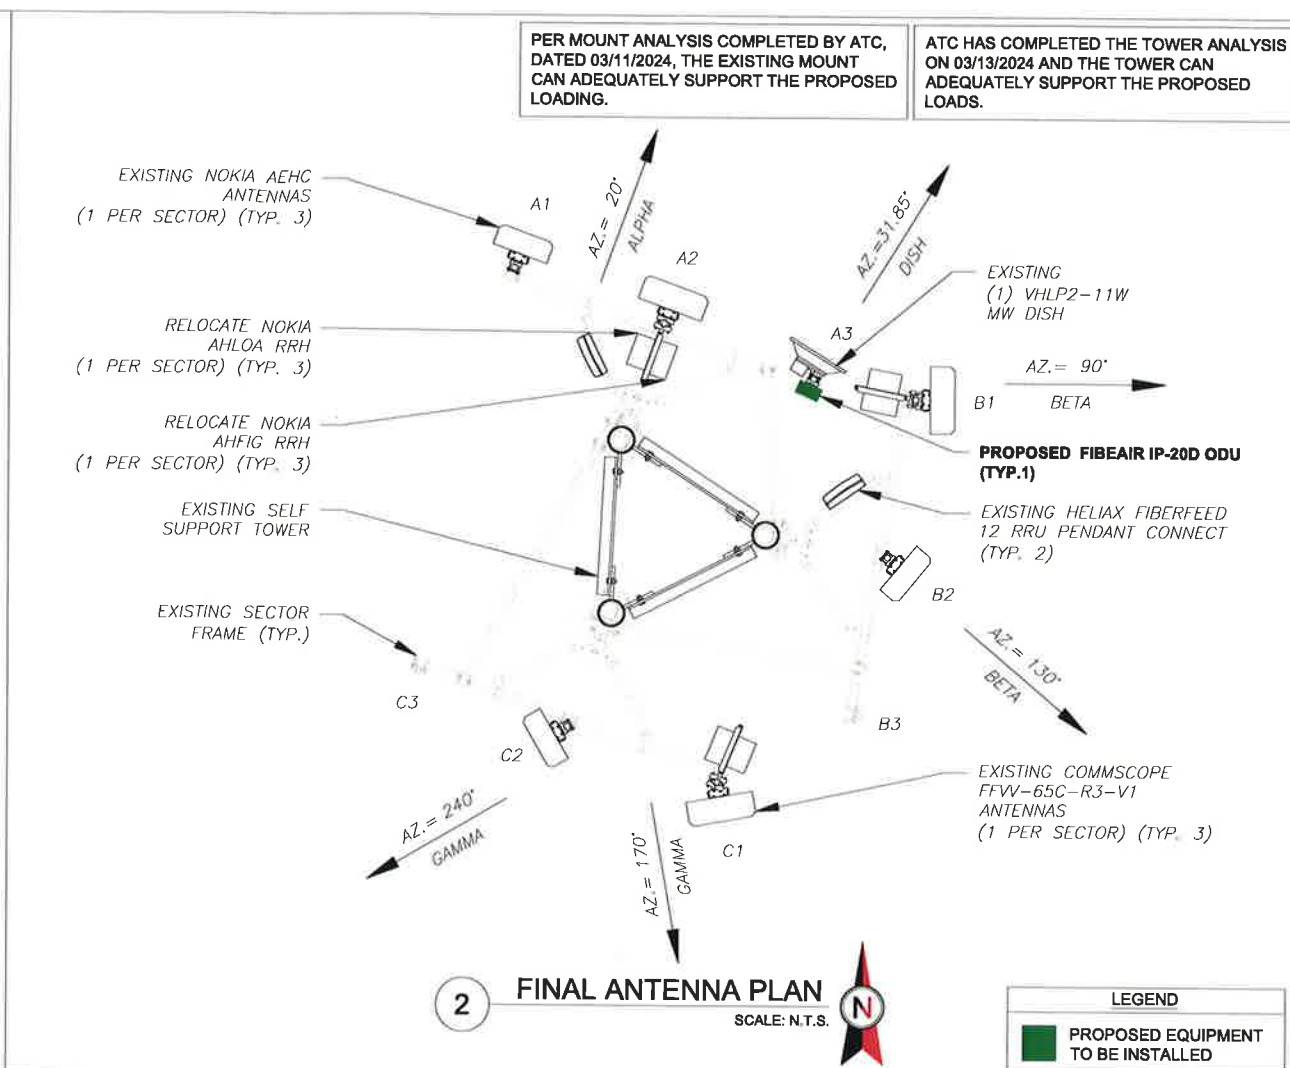 PER MOUNT ANALYSIS COMPLETED BY ATC,
DATED 03/11/2024, THE EXISTING MOUNT
CAN ADEQUATELY SUPPORT THE PROPOSED
LOADING.
ATC HAS COMPLETED THE TOWER ANALYSIS
ON 03/13/2024 AND THE TOWER CAN
ADEQUATELY SUPPORT THE PROPOSED
LOADS.
EXISTING NOKIA AEHC
ANTENNAS
(1 PER SECTOR) (TYP. 3)
A1
AZ.= 20°
ALPHA
A2
AZ.=31.85°
DISH
EXISTING
(1) VHLP2-11W
MW DISH
RELOCATE NOKIA
AHLOA RRH
(1 PER SECTOR) (TYP. 3)
A3
AZ.= 90°
BETA
B1
RELOCATE NOKIA
AHFIG RRH
(1 PER SECTOR) (TYP. 3)
PROPOSED FIBEAIR IP-20D ODU
(TYP.1)
EXISTING SELF
SUPPORT TOWER
EXISTING HELIAX FIBERFEED
12 RRU PENDANT CONNECT
(TYP. 2)
B2
EXISTING SECTOR
FRAME (TYP.)
AZ.= 130°
BETA
C3
B3
C2
EXISTING COMMSCOPE
FFVV-65C-R3-V1
ANTENNAS
(1 PER SECTOR) (TYP. 3)
AZ.= 240°
GAMMA
AZ.= 170°
GAMMA
C1
2
FINAL ANTENNA PLAN
SCALE: N.T.S.
N
LEGEND
PROPOSED EQUIPMENT
TO BE INSTALLED